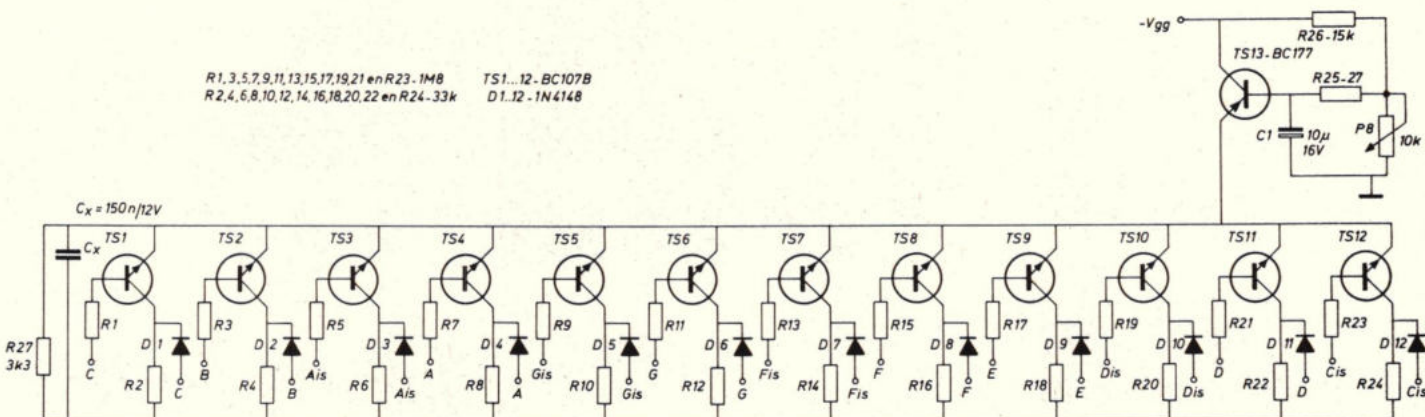 -Vgg
R26-15k
TS13-BC177
R1,3,5,7,9,11,13,15,17,19,21 en R23-1M8 TS1...12-BC107B
R2,4,6,8,10,12,14,16,18,20,22 en R24-33k D1...12-1N4148
R25-27
C1 10µ 16V
P8 10k
Cx = 150n/12V
Cx
TS1 TS2 TS3 TS4 TS5 TS6 TS7 TS8 TS9 TS10 TS11 TS12
R1 R3 R5 R7 R9 R11 R13 R15 R17 R19 R21 R23
R27 3k3
D1 D2 D3 D4 D5 D6 D7 D8 D9 D10 D11 D12
C B Ais A Gis G Fis F E Dis D Cis
R2 R4 R6 R8 R10 R12 R14 R16 R18 R20 R22 R24
C B Ais A Gis G Fis F E Dis D Cis